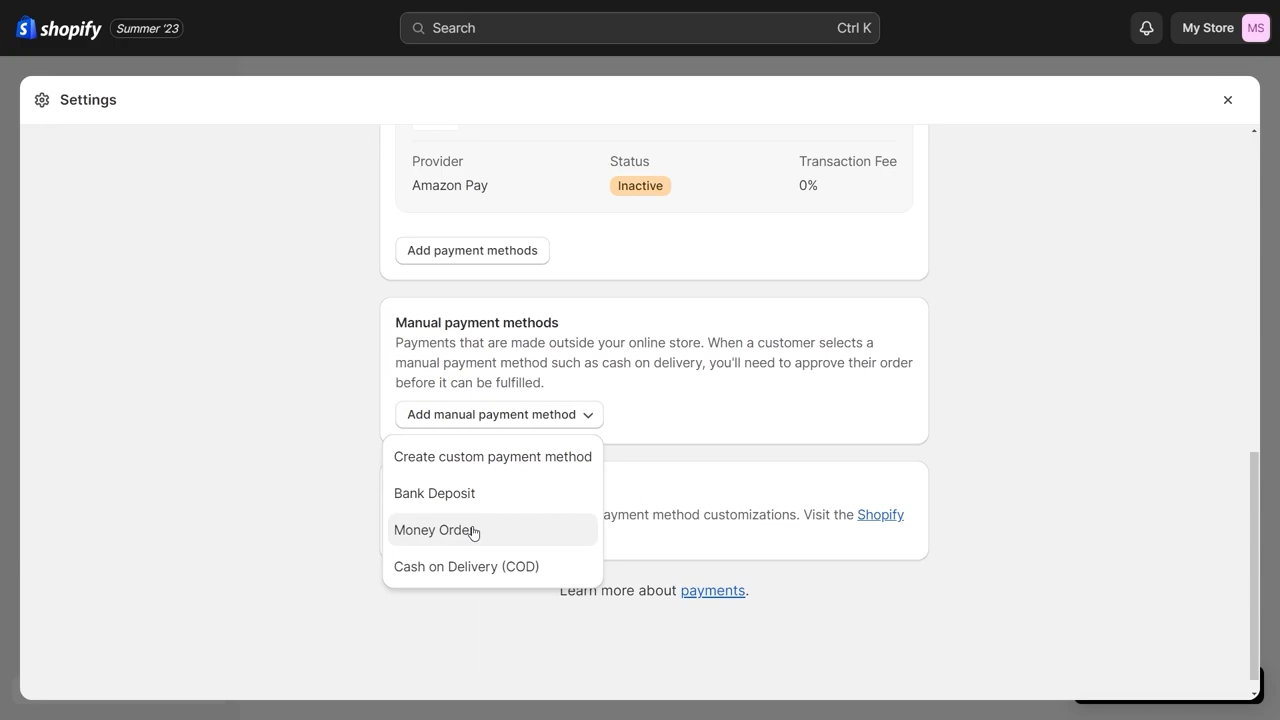 shopify Summer '23 Search Ctrl K My Store MS
Settings
Provider Status Transaction Fee
Amazon Pay Inactive 0%
Add payment methods
Manual payment methods
Payments that are made outside your online store. When a customer selects a
manual payment method such as cash on delivery, you'll need to approve their order
before it can be fulfilled.
Add manual payment method
Create custom payment method
Bank Deposit
ayment method customizations. Visit the Shopify
Money Order
Cash on Delivery (COD)
Learn more about payments.